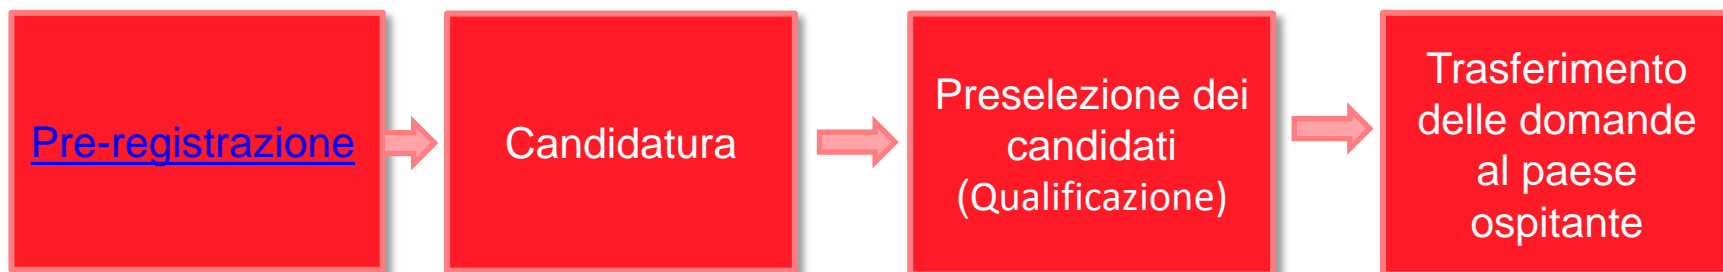 Pre-registrazione
Candidatura
Preselezione dei
candidati
(Qualificazione)
Trasferimento
delle domande
al paese
ospitante